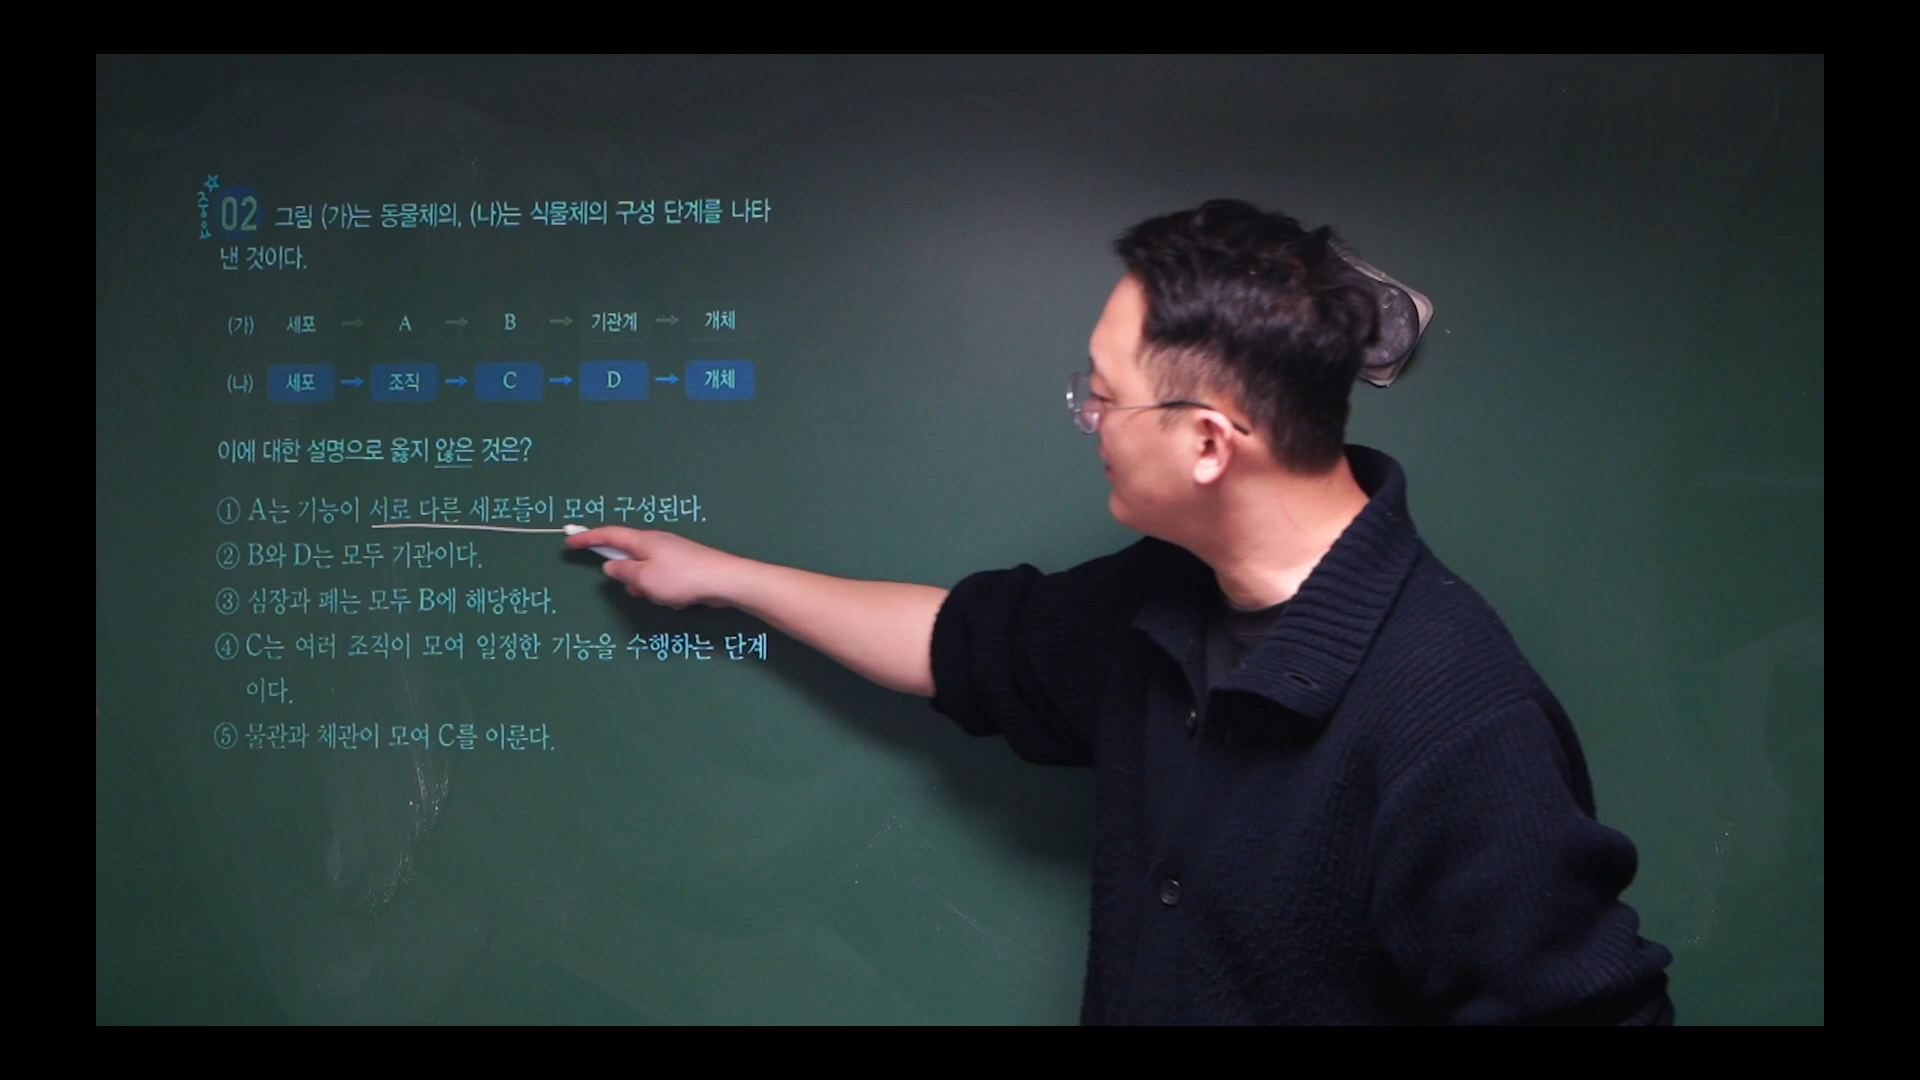 중요
02 그림 (가)는 동물체의, (나)는 식물체의 구성 단계를 나타
낸 것이다.
(가) 세포 → A → B → 기관계 → 개체
(나) 세포 → 조직 → C → D → 개체
이에 대한 설명으로 옳지 않은 것은?
① A는 기능이 서로 다른 세포들이 모여 구성된다.
② B와 D는 모두 기관이다.
③ 심장과 폐는 모두 B에 해당한다.
④ C는 여러 조직이 모여 일정한 기능을 수행하는 단계
이다.
⑤ 물관과 체관이 모여 C를 이룬다.